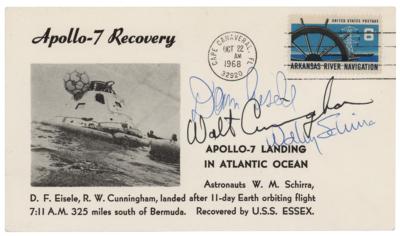 Apollo-7 Recovery
CAPE CANAVERAL, FL
OCT 22
AM
1968
32920
UNITED STATES POSTAGE
6¢
ARKANSAS RIVER NAVIGATION
Donn Eisele
Walt Cunningham
Wally Schirra
APOLLO-7 LANDING
IN ATLANTIC OCEAN
Astronauts W. M. Schirra,
D. F. Eisele, R. W. Cunningham, landed after 11-day Earth orbiting flight
7:11 A.M. 325 miles south of Bermuda. Recovered by U.S.S. ESSEX.